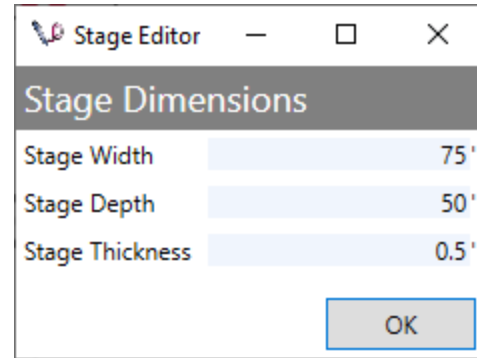 Stage Editor
Stage Dimensions
Stage Width 75'
Stage Depth 50'
Stage Thickness 0.5'
OK